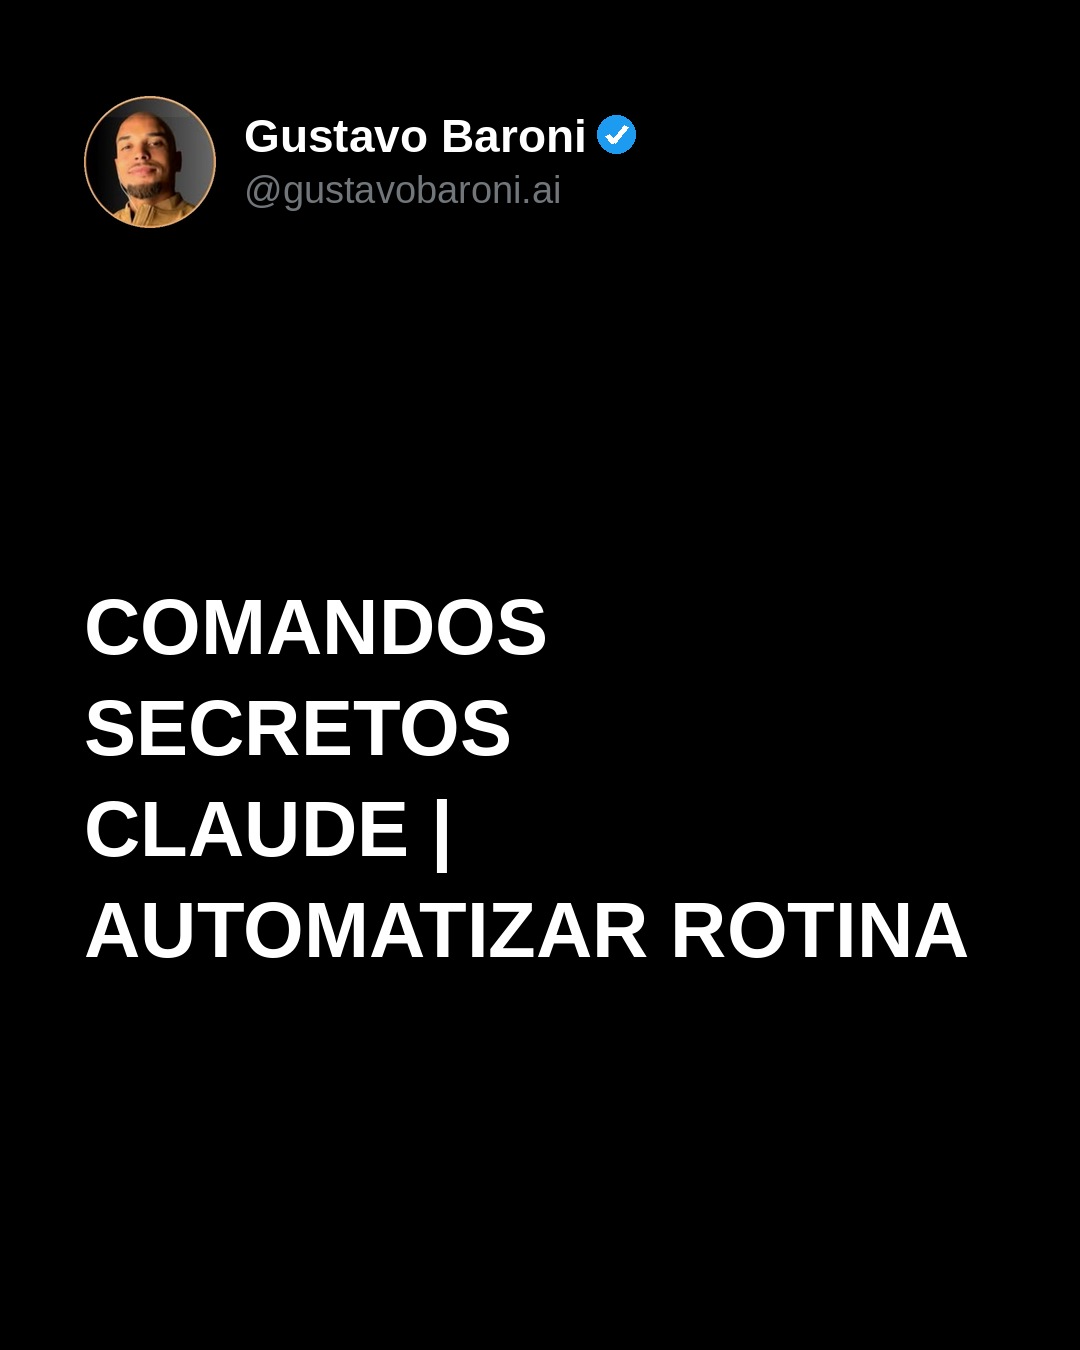 Gustavo Baroni
@gustavobaroni.ai
COMANDOS
SECRETOS
CLAUDE |
AUTOMATIZAR ROTINA